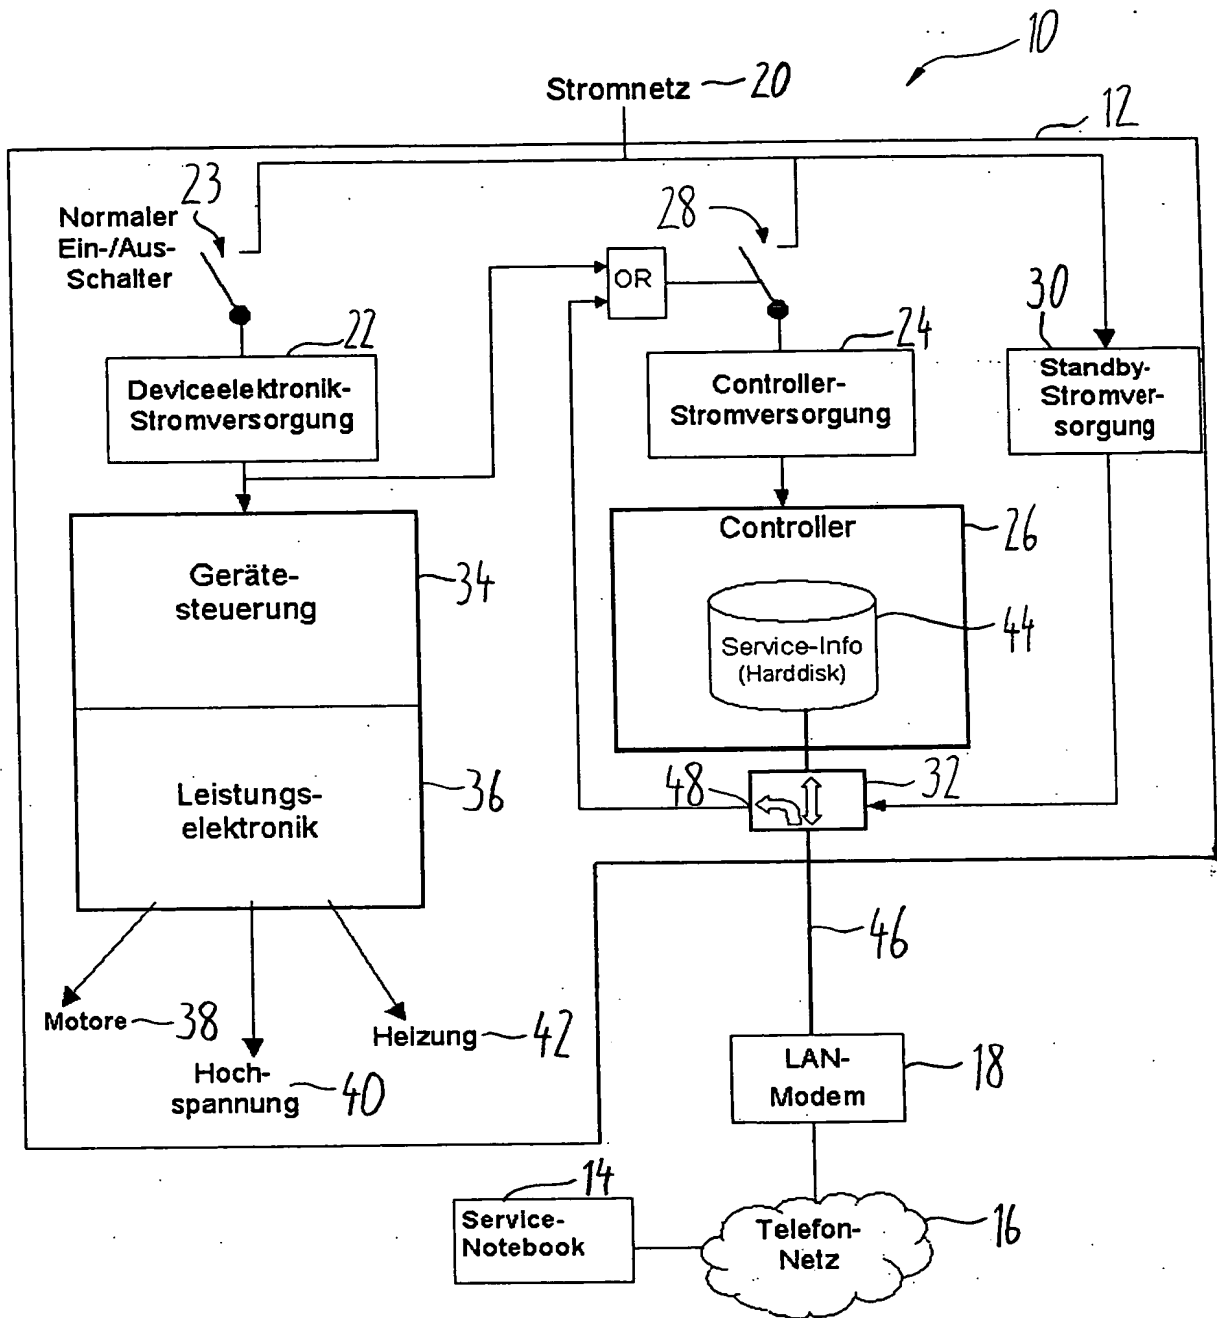 10
Stromnetz 20
12
23
Normaler
Ein-/Aus-
Schalter
28
OR
30
22
24
Deviceelektronik-
Stromversorgung
Controller-
Stromversorgung
Standby-
Stromver-
sorgung
Controller
26
Geräte-
steuerung
34
Service-Info
(Harddisk)
44
Leistungs-
elektronik
36
48
32
46
Motore 38
Heizung 42
Hoch-
spannung 40
LAN-
Modem
18
14
Service-
Notebook
Telefon-
Netz
16